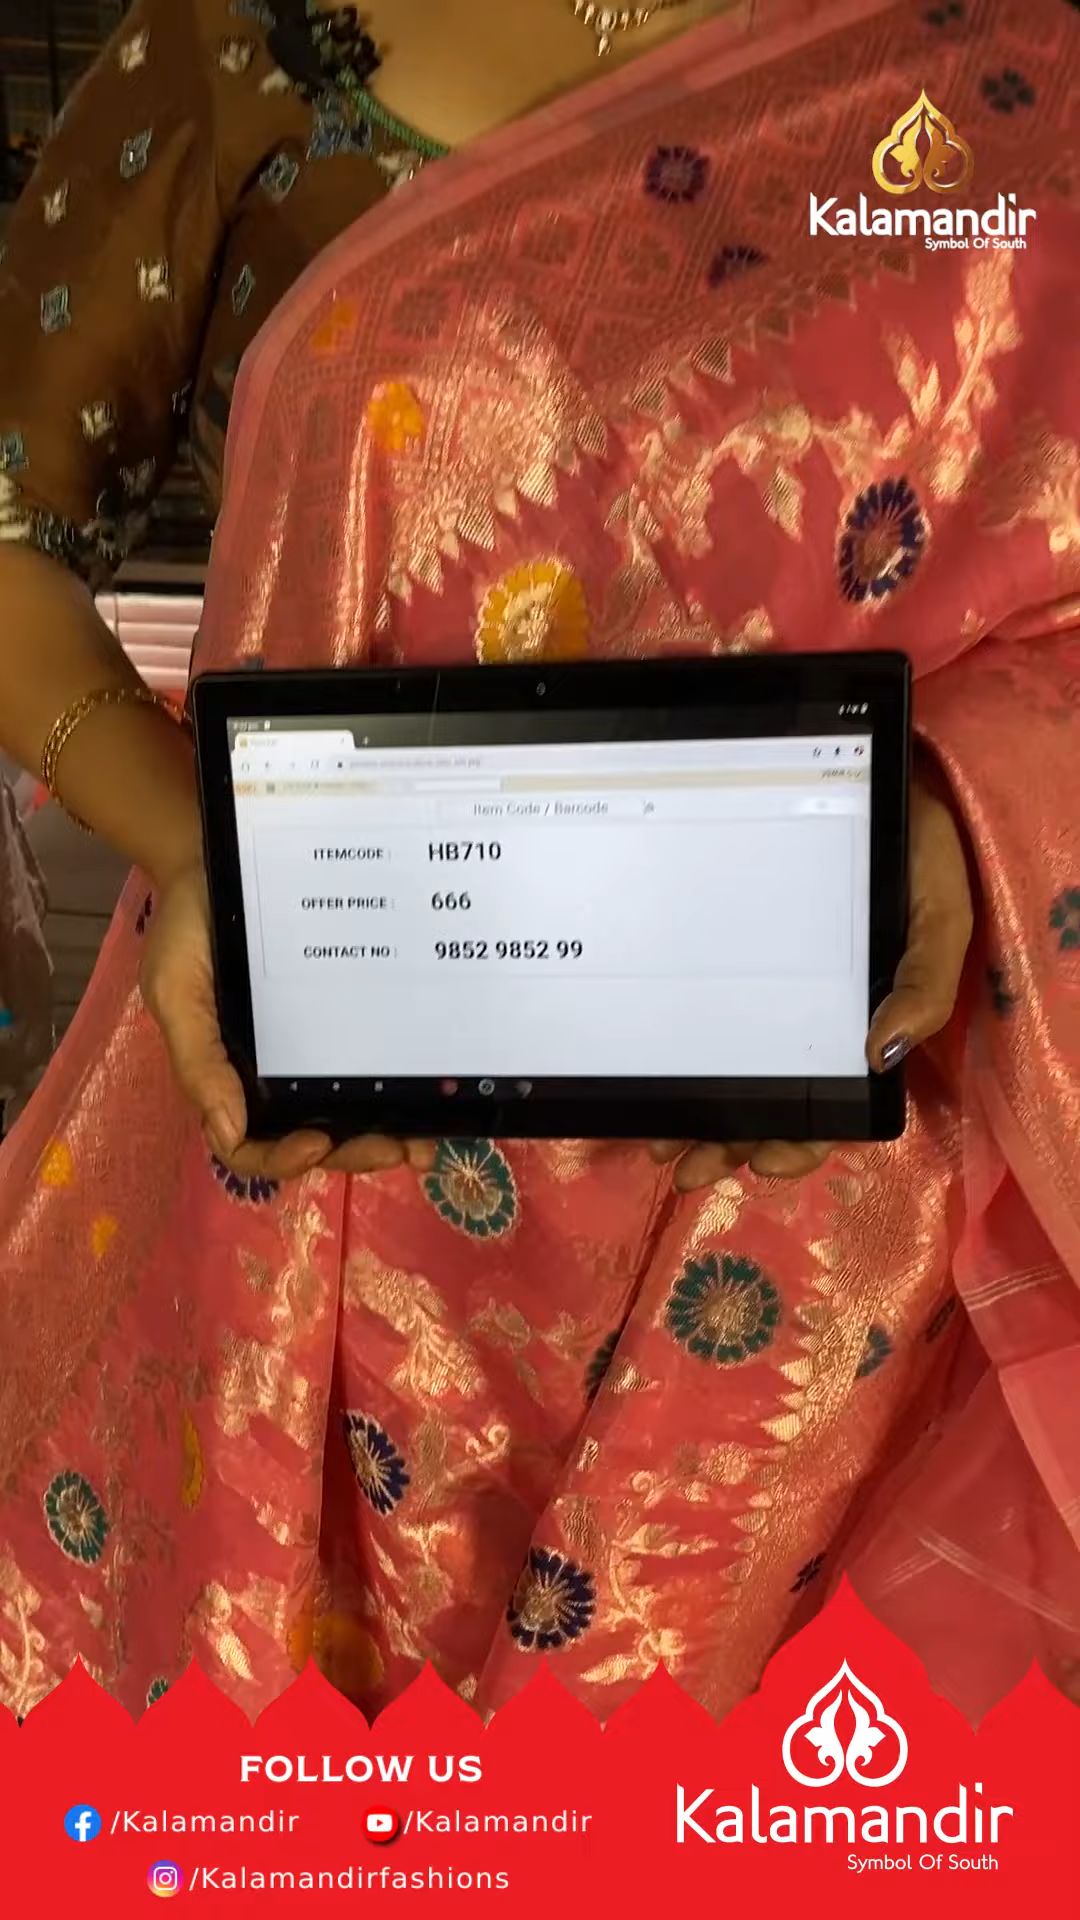 Kalamandir
Symbol Of South
Item Code / Barcode
ITEMCODE : HB710
OFFER PRICE : 666
CONTACT NO : 9852 9852 99
FOLLOW US
/Kalamandir /Kalamandir
/Kalamandirfashions
Kalamandir
Symbol Of South